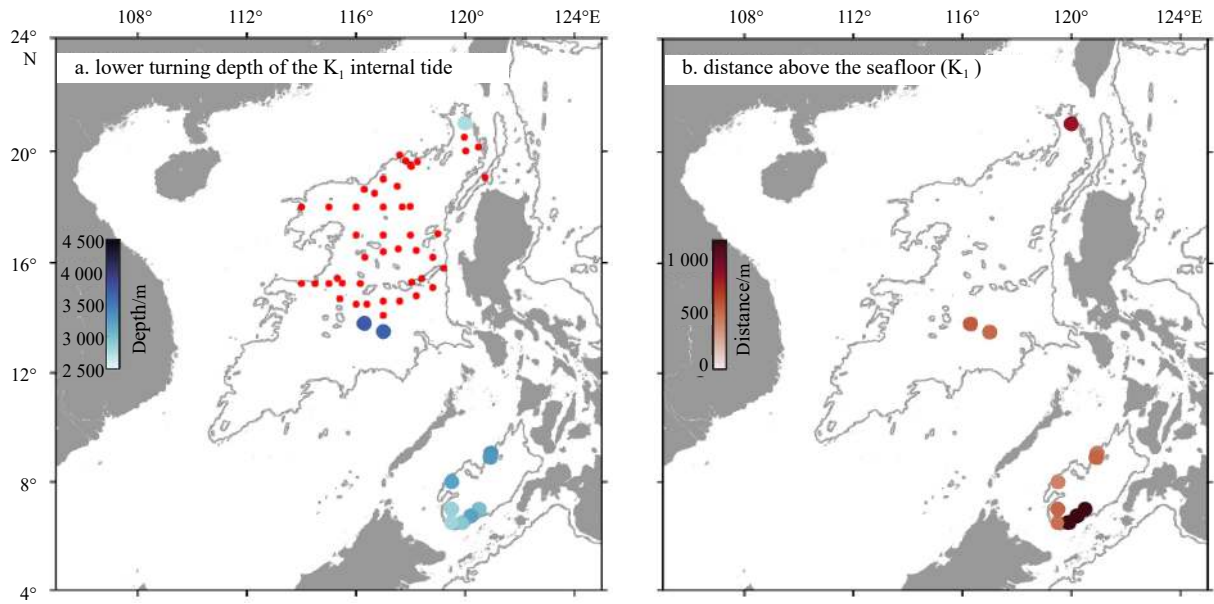 108° 112° 116° 120° 124°E
108° 112° 116° 120° 124°E
24°
N
20°
16°
12°
8°
4°
a. lower turning depth of the K₁ internal tide
4 500
4 000
3 500
3 000
2 500
Depth/m
b. distance above the seafloor (K₁ )
1 000
500
0
Distance/m